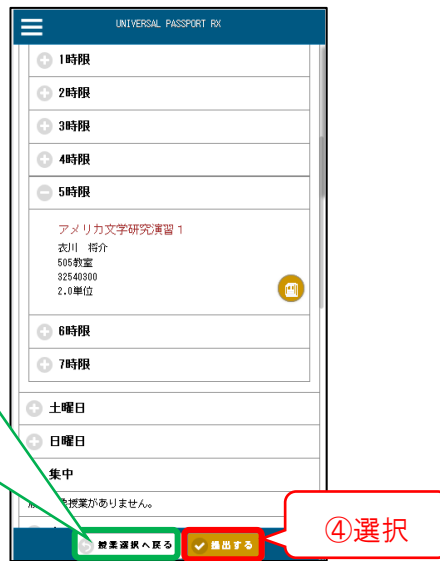 UNIVERSAL PASSPORT RX
1時限
2時限
3時限
4時限
5時限
アメリカ文学研究演習1
衣川 将介
505教室
32540300
2.0単位
6時限
7時限
土曜日
日曜日
集中
授業がありません。
授業選択へ戻る
提出する
④選択